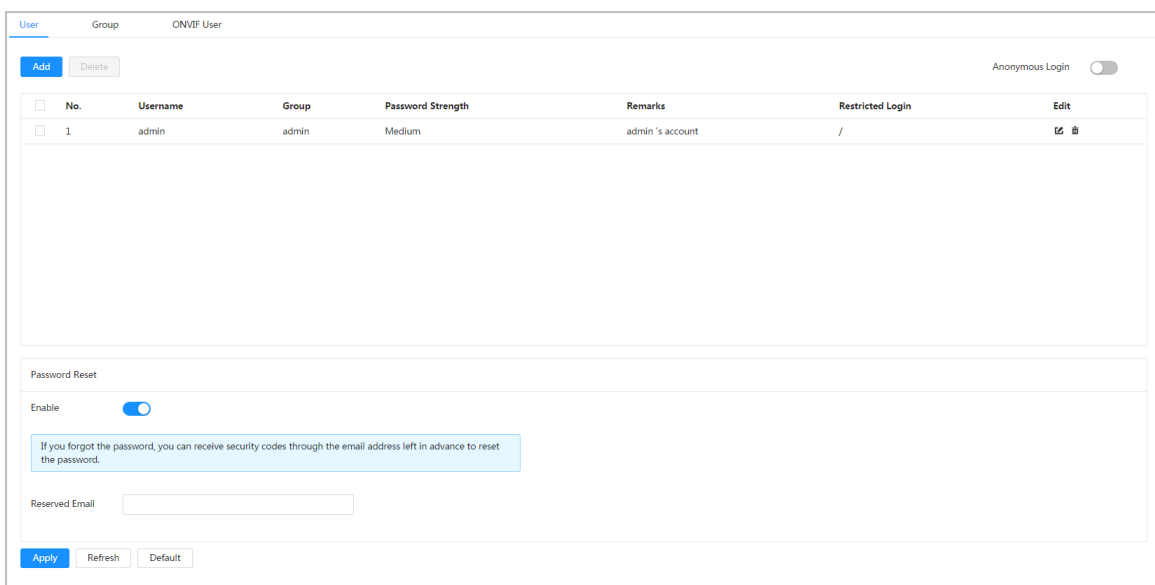 User Group ONVIF User
Add Delete Anonymous Login
No. Username Group Password Strength Remarks Restricted Login Edit
1 admin admin Medium admin 's account /
Password Reset
Enable
If you forgot the password, you can receive security codes through the email address left in advance to reset
the password.
Reserved Email
Apply Refresh Default